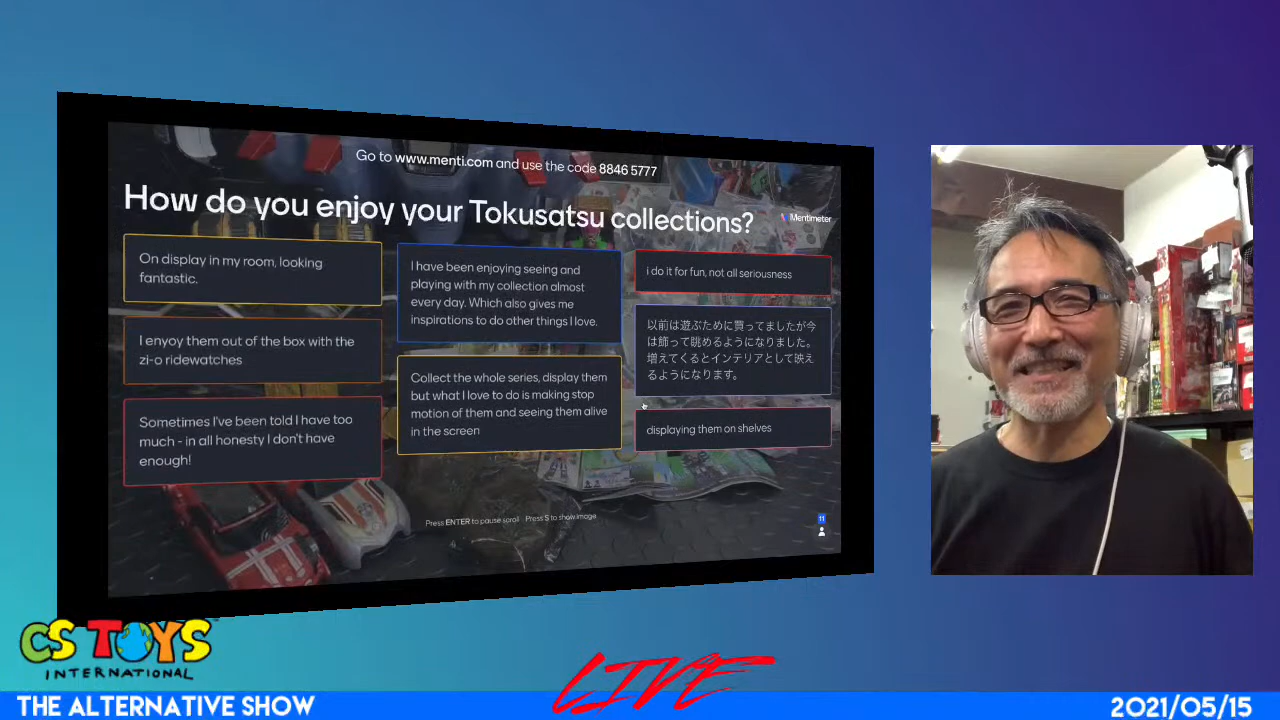 Go to www.menti.com and use the code 8846 5777
How do you enjoy your Tokusatsu collections?
Mentimeter
On display in my room, looking
fantastic.
I enyoy them out of the box with the
zi-o ridewatches
Sometimes I've been told I have too
much - in all honesty I don't have
enough!
I have been enjoying seeing and
playing with my collection almost
every day. Which also gives me
inspirations to do other things I love.
Collect the whole series, display them
but what I love to do is making stop
motion of them and seeing them alive
in the screen
i do it for fun, not all seriousness
以前は遊ぶために買ってましたが今
は飾って眺めるようになりました。
増えてくるとインテリアとして映え
るようになります。
displaying them on shelves
Press ENTER to pause scroll Press S to show image
11
CS TOYS
INTERNATIONAL
LIVE
THE ALTERNATIVE SHOW
2021/05/15